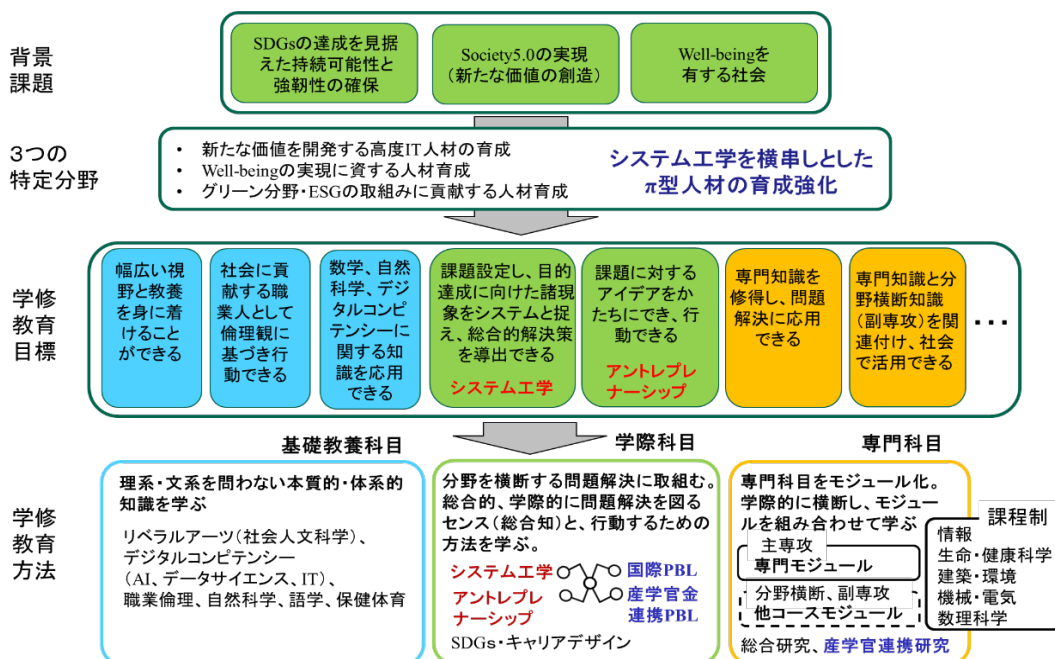 背景
課題
SDGsの達成を見据
えた持続可能性と
強靭性の確保
Society5.0の実現
(新たな価値の創造)
Well-beingを
有する社会
3つの
特定分野
• 新たな価値を開発する高度IT人材の育成
• Well-beingの実現に資する人材育成
• グリーン分野・ESGの取組みに貢献する人材育成
システム工学を横串しとした
π型人材の育成強化
学修
教育
目標
幅広い視
野と教養
を身に着
けること
ができる
社会に貢
献する職
業人として
倫理観に
基づき行
動できる
数学、自然
科学、デジ
タルコンピ
テンシーに
関する知
識を応用
できる
課題設定し、目的
達成に向けた諸現
象をシステムと捉
え、総合的解決策
を導出できる
システム工学
課題に対する
アイデアをか
たちにでき、行
動できる
アントレプレ
ナーシップ
専門知識を
修得し、問題
解決に応用
できる
専門知識と分
野横断知識
(副専攻)を関
連付け、社会
で活用できる
・・・
学修
教育
方法
基礎教養科目
理系・文系を問わない本質的・体系的
知識を学ぶ
リベラルアーツ(社会人文科学)、
デジタルコンピテンシー
(AI、データサイエンス、IT)、
職業倫理、自然科学、語学、保健体育
学際科目
分野を横断する問題解決に取組む。
総合的、学際的に問題解決を図る
センス(総合知)と、行動するための
方法を学ぶ。
システム工学
アントレプレ
ナーシップ
国際PBL
産学官金
連携PBL
SDGs・キャリアデザイン
専門科目
専門科目をモジュール化。
学際的に横断し、モジュー
ルを組み合わせて学ぶ
主専攻
専門モジュール
分野横断、副専攻
他コースモジュール
総合研究、産学官連携研究
課程制
情報
生命・健康科学
建築・環境
機械・電気
数理科学